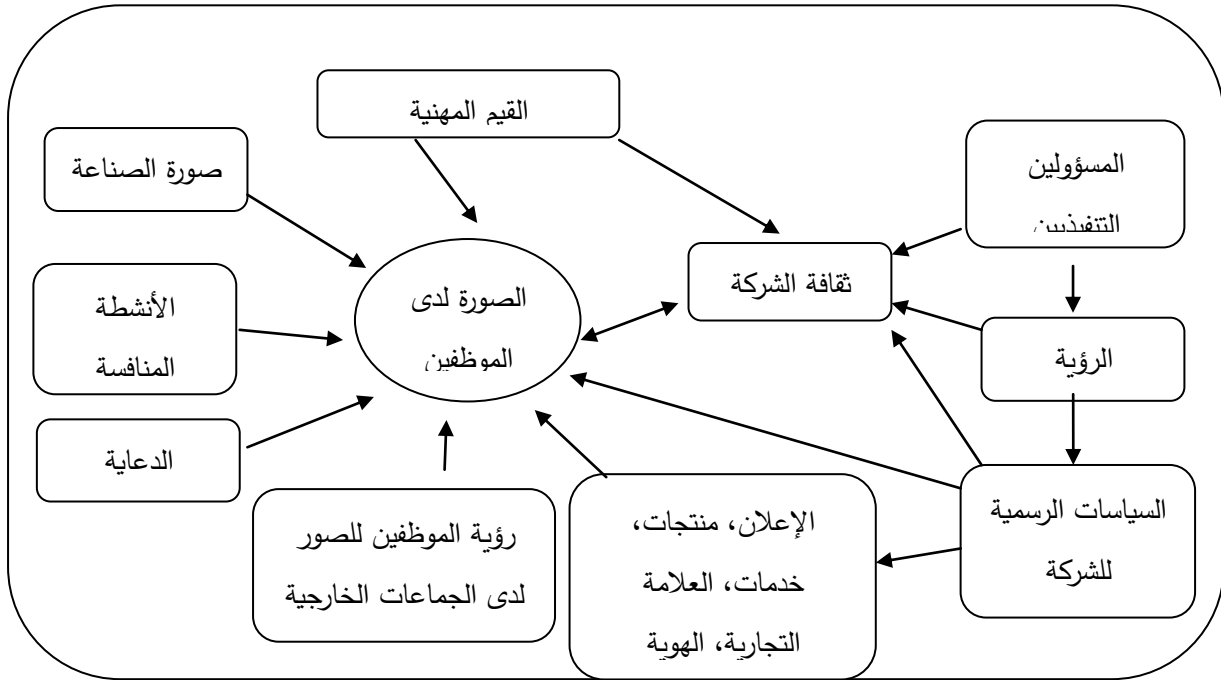 القيم المهنية
المسؤولين
التنفيذيين
صورة الصناعة
ثقافة الشركة
الصورة لدى
الموظفين
الأنشطة
المنافسة
الرؤية
الدعاية
السياسات الرسمية
للشركة
الإعلان، منتجات،
خدمات، العلامة
التجارية، الهوية
رؤية الموظفين للصور
لدى الجماعات الخارجية